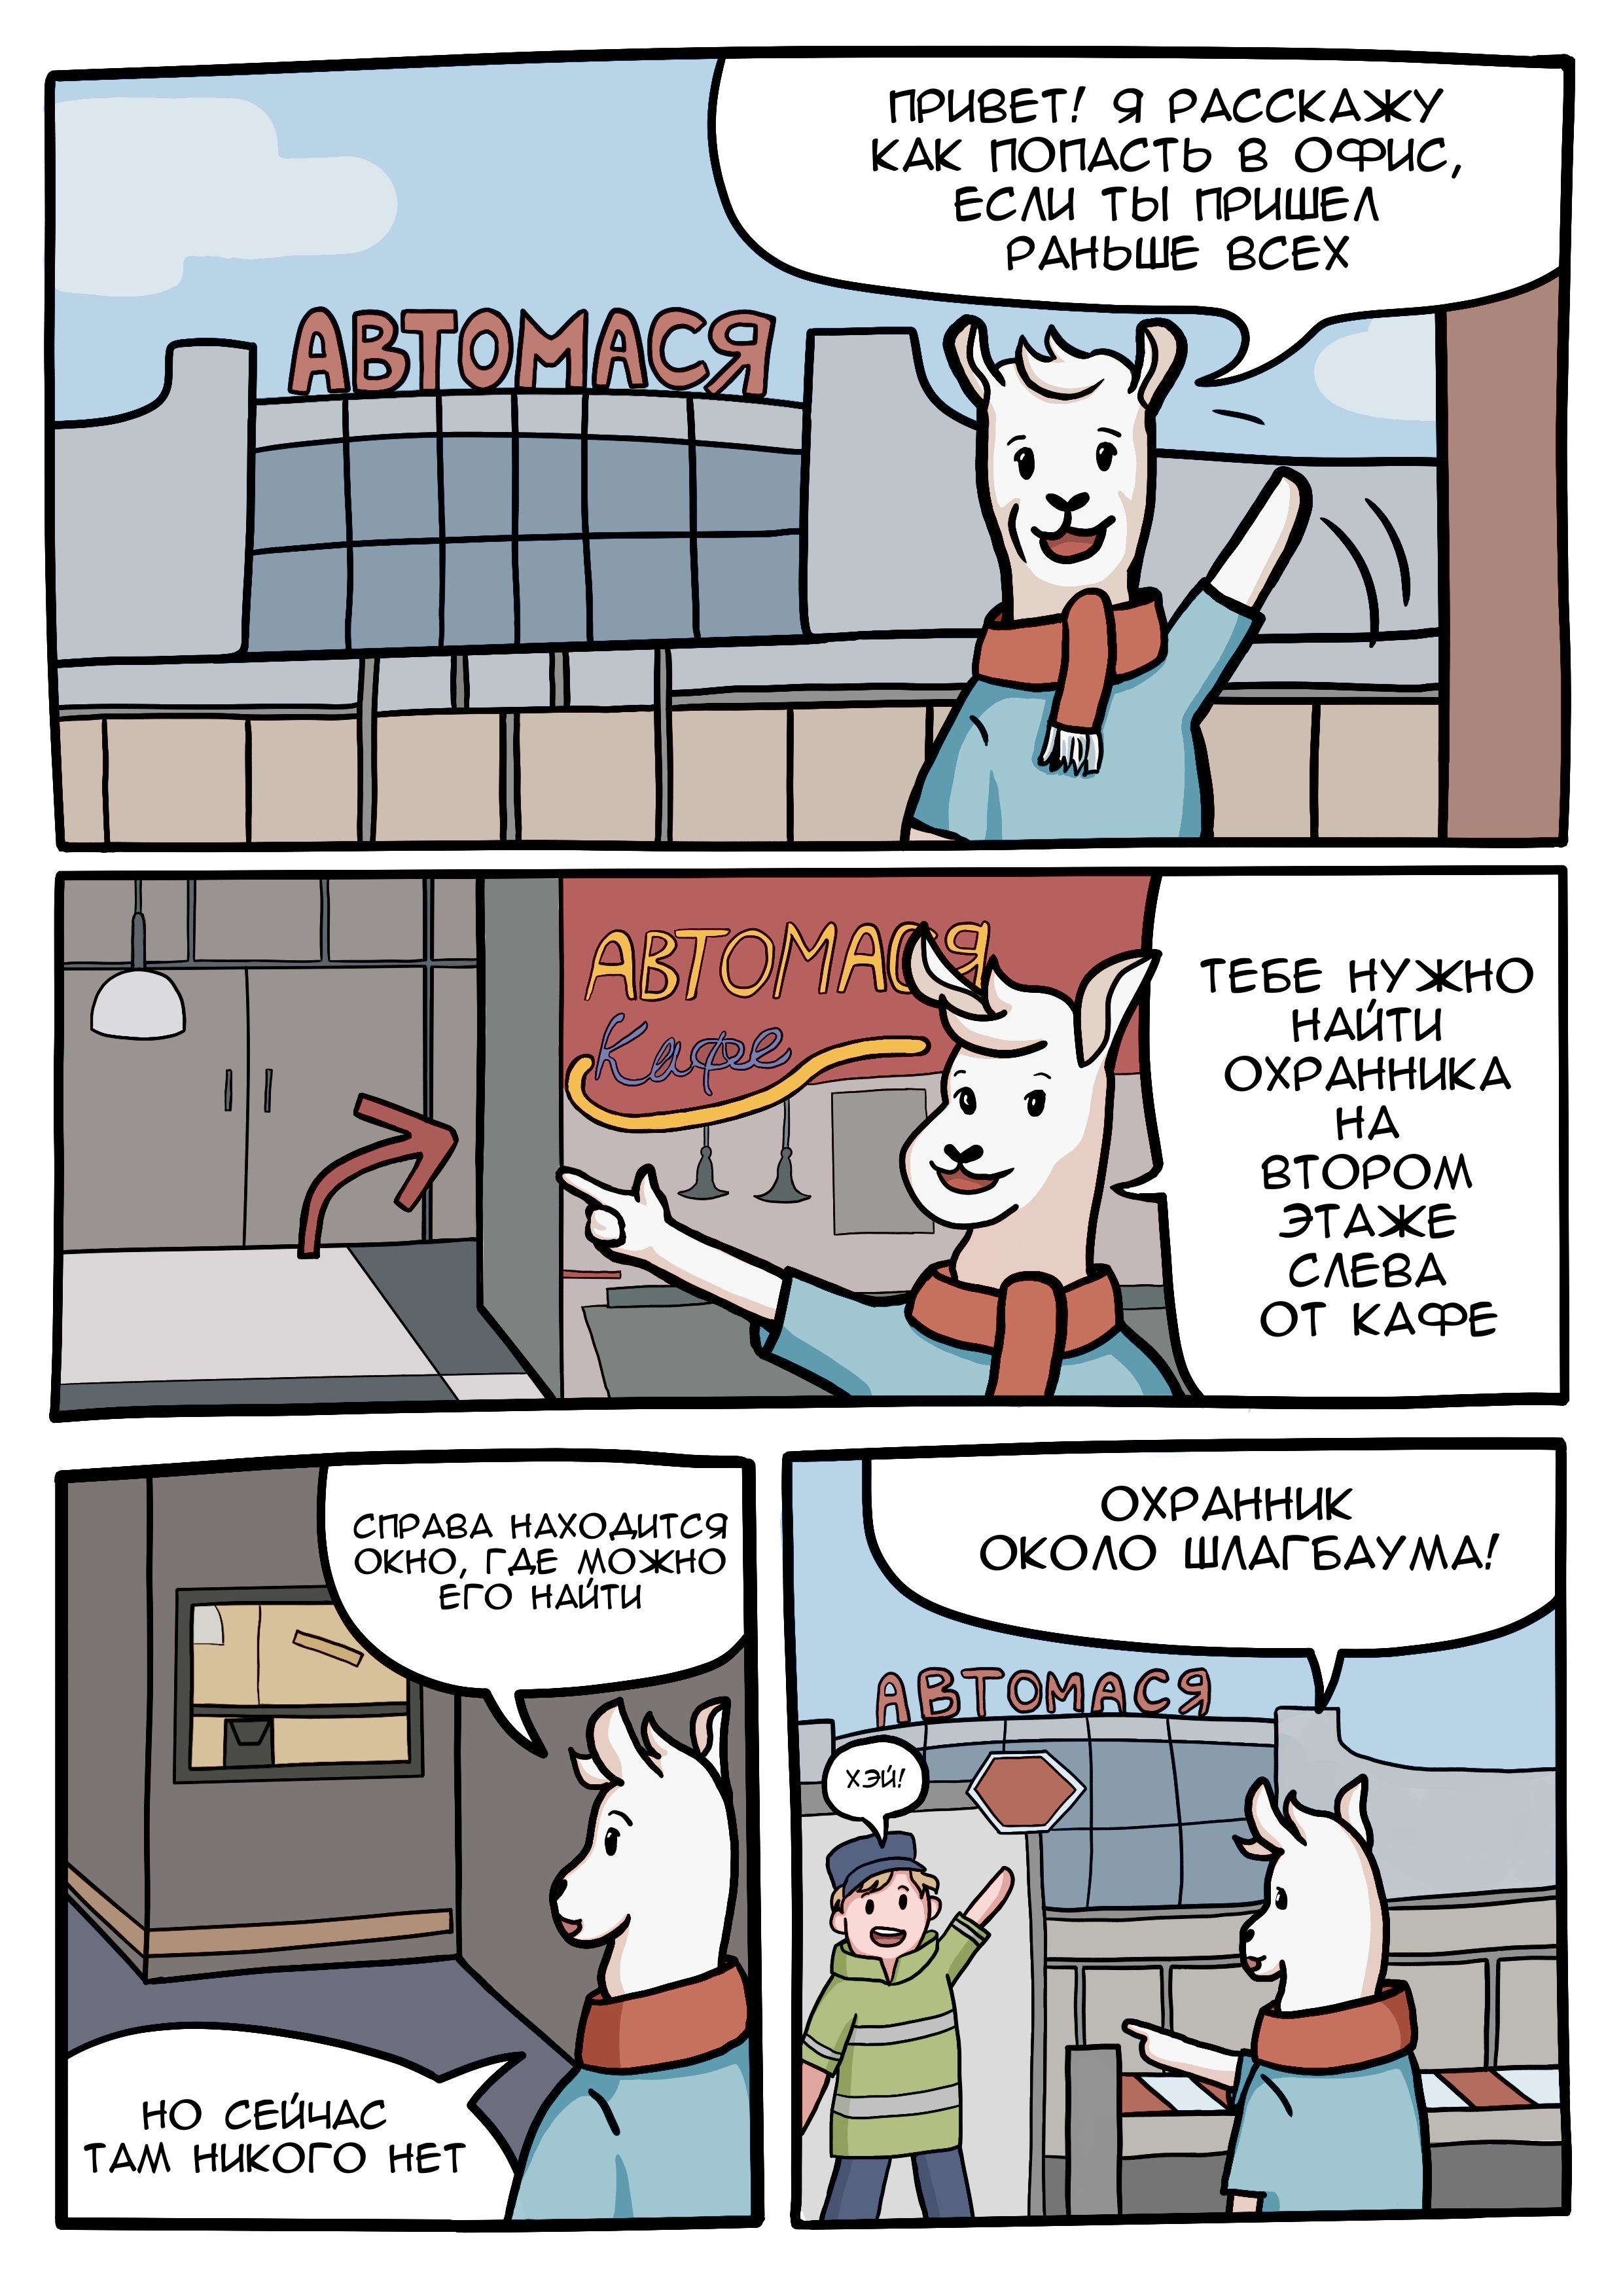 ПРИВЕТ! Я РАССКАЖУ
КАК ПОПАСТЬ В ОФИС,
ЕСЛИ ТЫ ПРИШЕЛ
РАНЬШЕ ВСЕХ
АВТОМАСЯ
АВТОМАСЯ
Кафе
ТЕБЕ НУЖНО
НАЙТИ
ОХРАННИКА
НА
ВТОРОМ
ЭТАЖЕ
СЛЕВА
ОТ КАФЕ
СПРАВА НАХОДИТСЯ
ОКНО, ГДЕ МОЖНО
ЕГО НАЙТИ
НО СЕЙЧАС
ТАМ НИКОГО НЕТ
ОХРАННИК
ОКОЛО ШЛАГБАУМА!
АВТОМАСЯ
ХЭЙ!